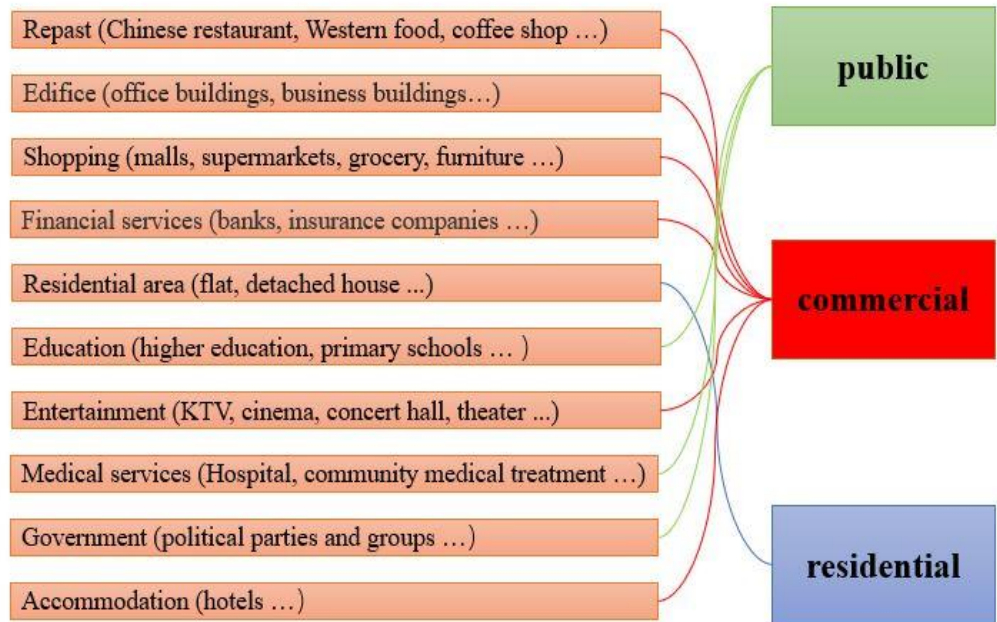 Repast (Chinese restaurant, Western food, coffee shop …)
Edifice (office buildings, business buildings…)
Shopping (malls, supermarkets, grocery, furniture …)
Financial services (banks, insurance companies …)
Residential area (flat, detached house ...)
Education (higher education, primary schools … )
Entertainment (KTV, cinema, concert hall, theater ...)
Medical services (Hospital, community medical treatment …)
Government (political parties and groups …)
Accommodation (hotels …)
public
commercial
residential